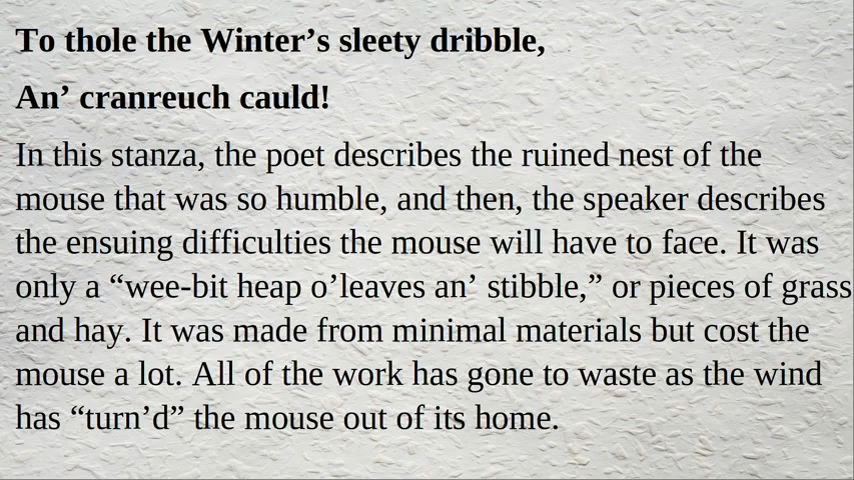 To thole the Winter’s sleety dribble,
An’ cranreuch cauld!
In this stanza, the poet describes the ruined nest of the
mouse that was so humble, and then, the speaker describes
the ensuing difficulties the mouse will have to face. It was
only a “wee-bit heap o’leaves an’ stibble,” or pieces of grass
and hay. It was made from minimal materials but cost the
mouse a lot. All of the work has gone to waste as the wind
has “turn’d” the mouse out of its home.